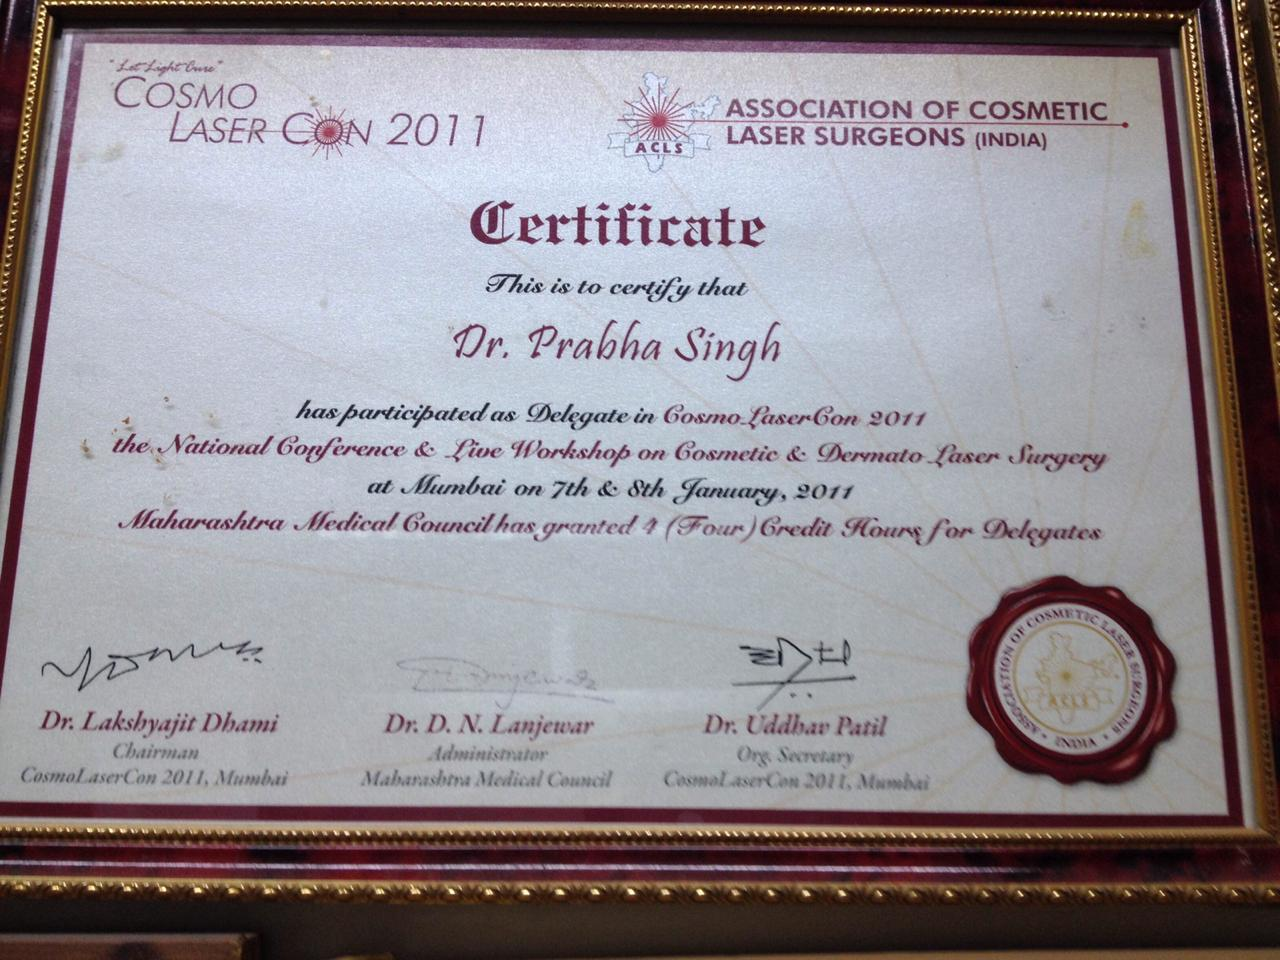 "Let Light Cure"
COSMO
LASER CON 2011
ACLS
ASSOCIATION OF COSMETIC
LASER SURGEONS (INDIA)
Certificate
This is to certify that
Dr. Prabha Singh
has participated as Delegate in Cosmo LaserCon 2011
the National Conference & Live Workshop on Cosmetic & Dermato Laser Surgery
at Mumbai on 7th & 8th January, 2011
Maharashtra Medical Council has granted 4 (Four) Credit Hours for Delegates
Dr. Lakshyajit Dhami
Chairman
CosmoLaserCon 2011, Mumbai
Dr. D. N. Lanjewar
Administrator
Maharashtra Medical Council
Dr. Uddhav Patil
Org. Secretary
CosmoLaserCon 2011, Mumbai
ASSOCIATION OF COSMETIC LASER SURGEONS
INDIA
ACLS